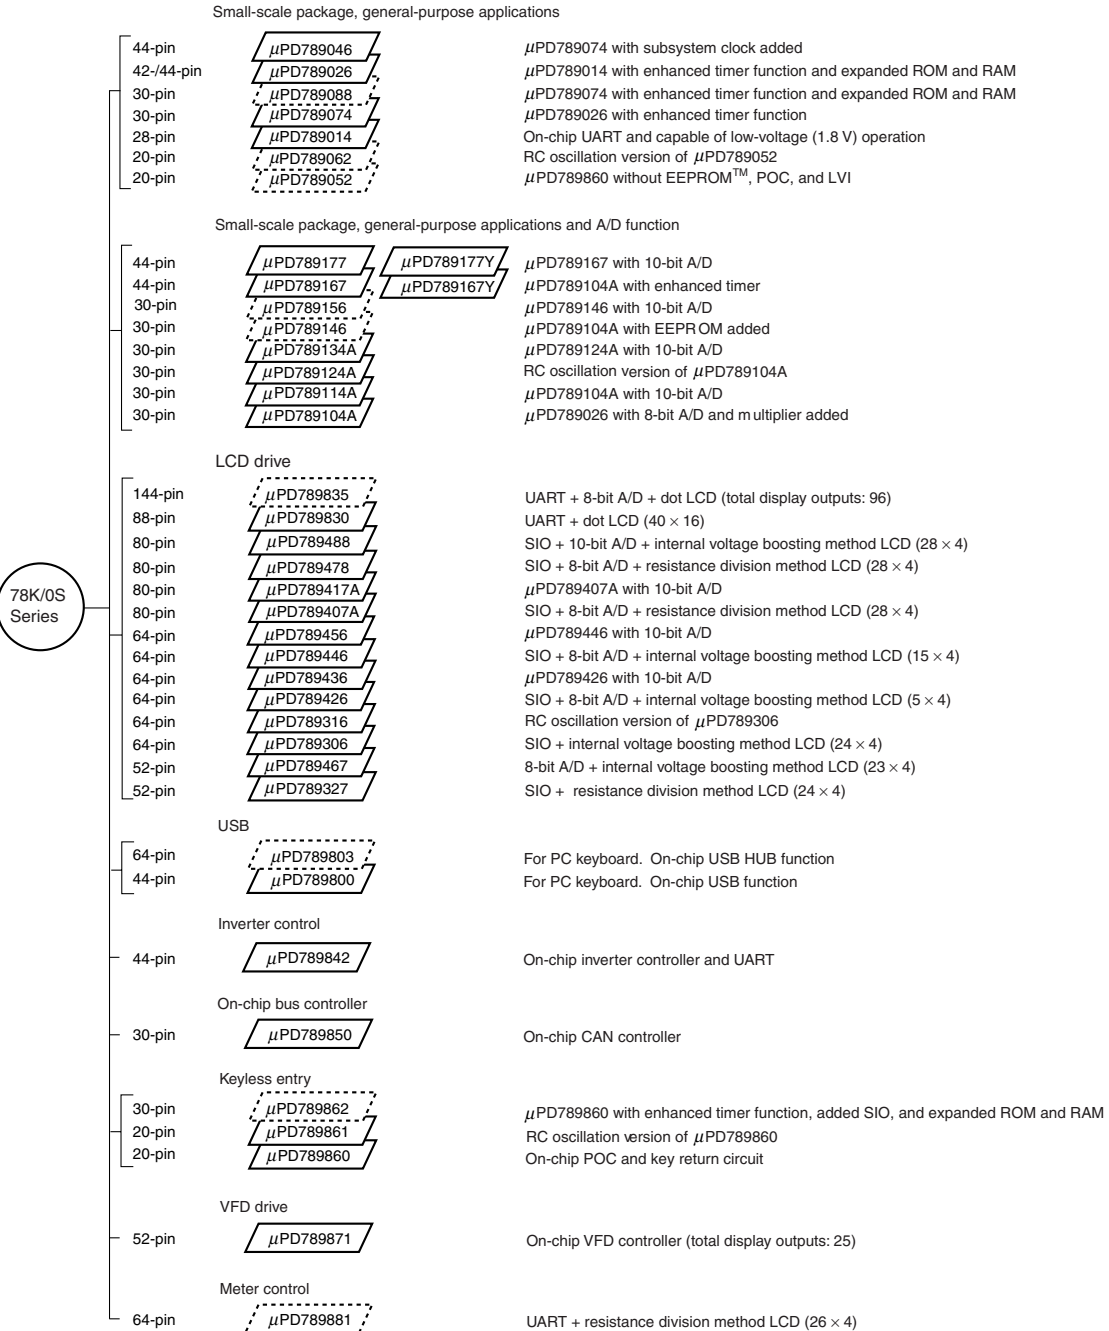 Small-scale package, general-purpose applications
44-pin μPD789046 μPD789074 with subsystem clock added
42-/44-pin μPD789026 μPD789014 with enhanced timer function and expanded ROM and RAM
30-pin μPD789088 μPD789074 with enhanced timer function and expanded ROM and RAM
30-pin μPD789074 μPD789026 with enhanced timer function
28-pin μPD789014 On-chip UART and capable of low-voltage (1.8 V) operation
20-pin μPD789062 RC oscillation version of μPD789052
20-pin μPD789052 μPD789860 without EEPROM™, POC, and LVI
Small-scale package, general-purpose applications and A/D function
44-pin μPD789177 μPD789177Y μPD789167 with 10-bit A/D
44-pin μPD789167 μPD789167Y μPD789104A with enhanced timer
30-pin μPD789156 μPD789146 with 10-bit A/D
30-pin μPD789146 μPD789104A with EEPROM added
30-pin μPD789134A μPD789124A with 10-bit A/D
30-pin μPD789124A RC oscillation version of μPD789104A
30-pin μPD789114A μPD789104A with 10-bit A/D
30-pin μPD789104A μPD789026 with 8-bit A/D and multiplier added
LCD drive
144-pin μPD789835 UART + 8-bit A/D + dot LCD (total display outputs: 96)
88-pin μPD789830 UART + dot LCD (40 × 16)
80-pin μPD789488 SIO + 10-bit A/D + internal voltage boosting method LCD (28 × 4)
80-pin μPD789478 SIO + 8-bit A/D + resistance division method LCD (28 × 4)
80-pin μPD789417A μPD789407A with 10-bit A/D
80-pin μPD789407A SIO + 8-bit A/D + resistance division method LCD (28 × 4)
64-pin μPD789456 μPD789446 with 10-bit A/D
64-pin μPD789446 SIO + 8-bit A/D + internal voltage boosting method LCD (15 × 4)
64-pin μPD789436 μPD789426 with 10-bit A/D
64-pin μPD789426 SIO + 8-bit A/D + internal voltage boosting method LCD (5 × 4)
64-pin μPD789316 RC oscillation version of μPD789306
64-pin μPD789306 SIO + internal voltage boosting method LCD (24 × 4)
52-pin μPD789467 8-bit A/D + internal voltage boosting method LCD (23 × 4)
52-pin μPD789327 SIO + resistance division method LCD (24 × 4)
78K/0S
Series
USB
64-pin μPD789803 For PC keyboard. On-chip USB HUB function
44-pin μPD789800 For PC keyboard. On-chip USB function
Inverter control
44-pin μPD789842 On-chip inverter controller and UART
On-chip bus controller
30-pin μPD789850 On-chip CAN controller
Keyless entry
30-pin μPD789862 μPD789860 with enhanced timer function, added SIO, and expanded ROM and RAM
20-pin μPD789861 RC oscillation version of μPD789860
20-pin μPD789860 On-chip POC and key return circuit
VFD drive
52-pin μPD789871 On-chip VFD controller (total display outputs: 25)
Meter control
64-pin μPD789881 UART + resistance division method LCD (26 × 4)